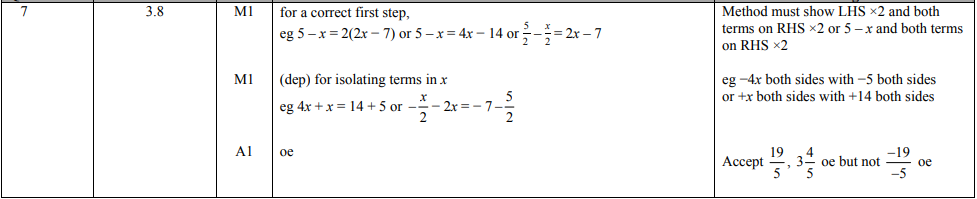 7 3.8 M1 for a correct first step, Method must show LHS ×2 and both
eg 5 – x = 2(2x – 7) or 5 – x = 4x – 14 or 5/2 – x/2 = 2x – 7 terms on RHS ×2 or 5 – x and both terms
on RHS ×2
M1 (dep) for isolating terms in x eg −4x both sides with −5 both sides
eg 4x + x = 14 + 5 or – x/2 – 2x = – 7 – 5/2 or +x both sides with +14 both sides
A1 oe Accept 19/5, 3 4/5 oe but not −19/−5 oe